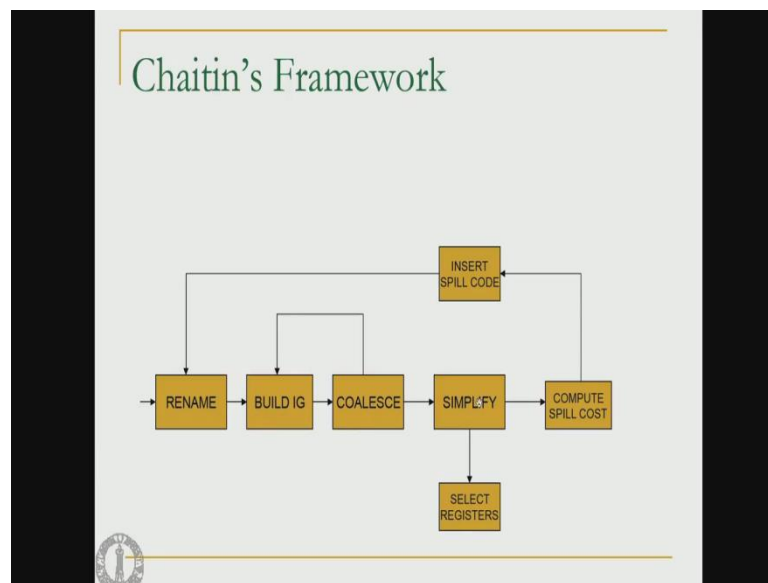 Chaitin's Framework
INSERT
SPILL CODE
RENAME
BUILD IG
COALESCE
SIMPLIFY
COMPUTE
SPILL COST
SELECT
REGISTERS